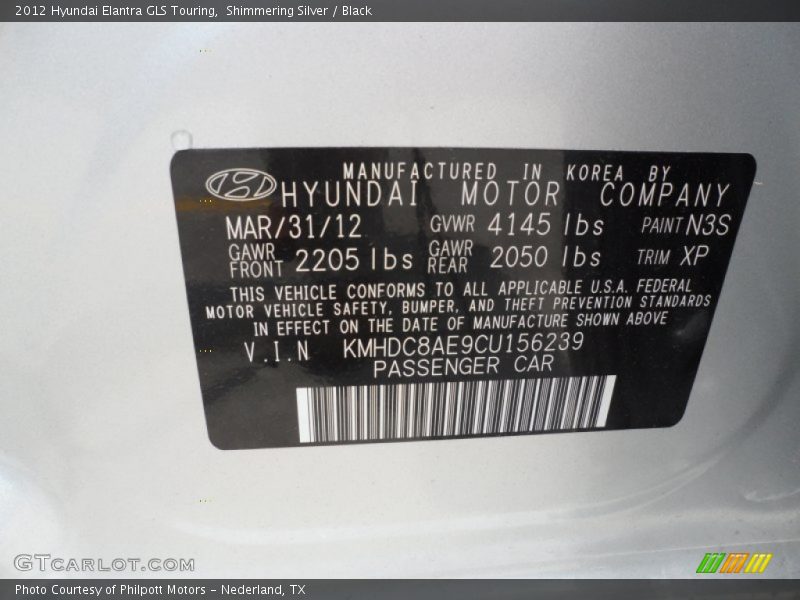 2012 Hyundai Elantra GLS Touring, Shimmering Silver / Black
MANUFACTURED IN KOREA BY
HYUNDAI MOTOR COMPANY
MAR/31/12 GVWR 4145 lbs PAINT N3S
GAWR FRONT 2205 lbs GAWR REAR 2050 lbs TRIM XP
THIS VEHICLE CONFORMS TO ALL APPLICABLE U.S.A. FEDERAL
MOTOR VEHICLE SAFETY, BUMPER, AND THEFT PREVENTION STANDARDS
IN EFFECT ON THE DATE OF MANUFACTURE SHOWN ABOVE
V.I.N KMHDC8AE9CU156239
PASSENGER CAR
GTCARLOT.COM
Photo Courtesy of Philpott Motors - Nederland, TX